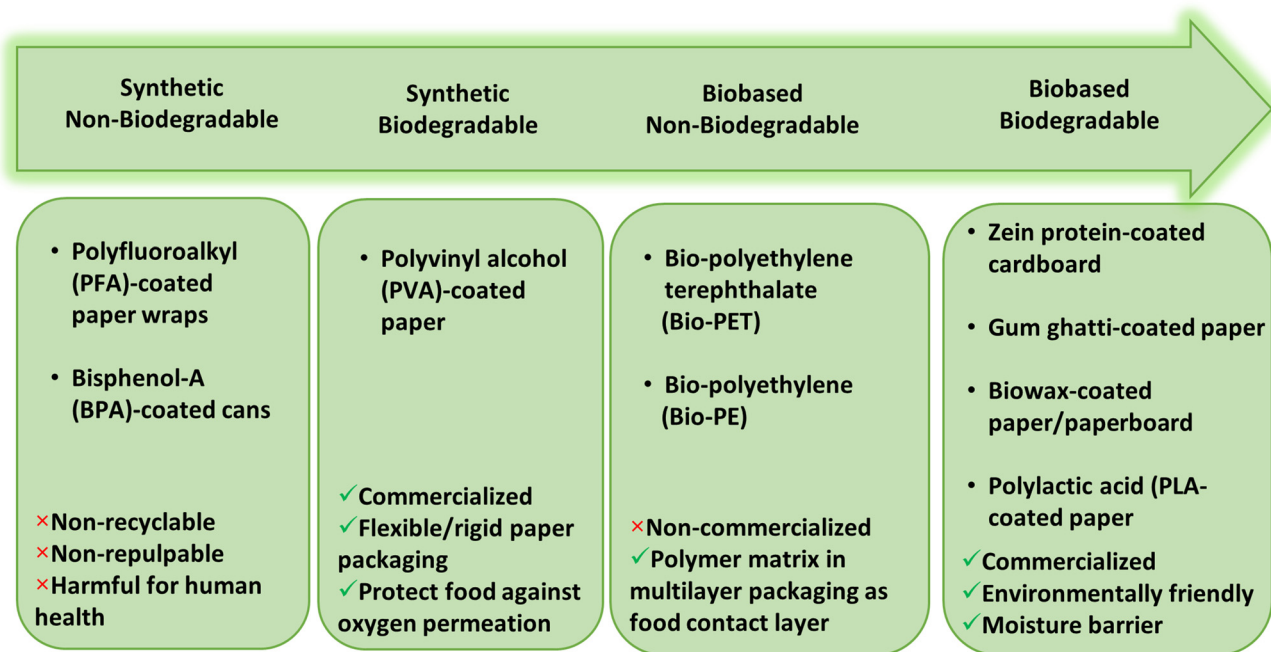 Synthetic
Non-Biodegradable
Synthetic
Biodegradable
Biobased
Non-Biodegradable
Biobased
Biodegradable
• Polyfluoroalkyl
(PFA)-coated
paper wraps
• Bisphenol-A
(BPA)-coated cans
×Non-recyclable
×Non-repulpable
×Harmful for human
health
• Polyvinyl alcohol
(PVA)-coated
paper
✓Commercialized
✓Flexible/rigid paper
packaging
✓Protect food against
oxygen permeation
• Bio-polyethylene
terephthalate
(Bio-PET)
• Bio-polyethylene
(Bio-PE)
×Non-commercialized
✓Polymer matrix in
multilayer packaging as
food contact layer
• Zein protein-coated
cardboard
• Gum ghatti-coated paper
• Biowax-coated
paper/paperboard
• Polylactic acid (PLA-
coated paper
✓Commercialized
✓Environmentally friendly
✓Moisture barrier